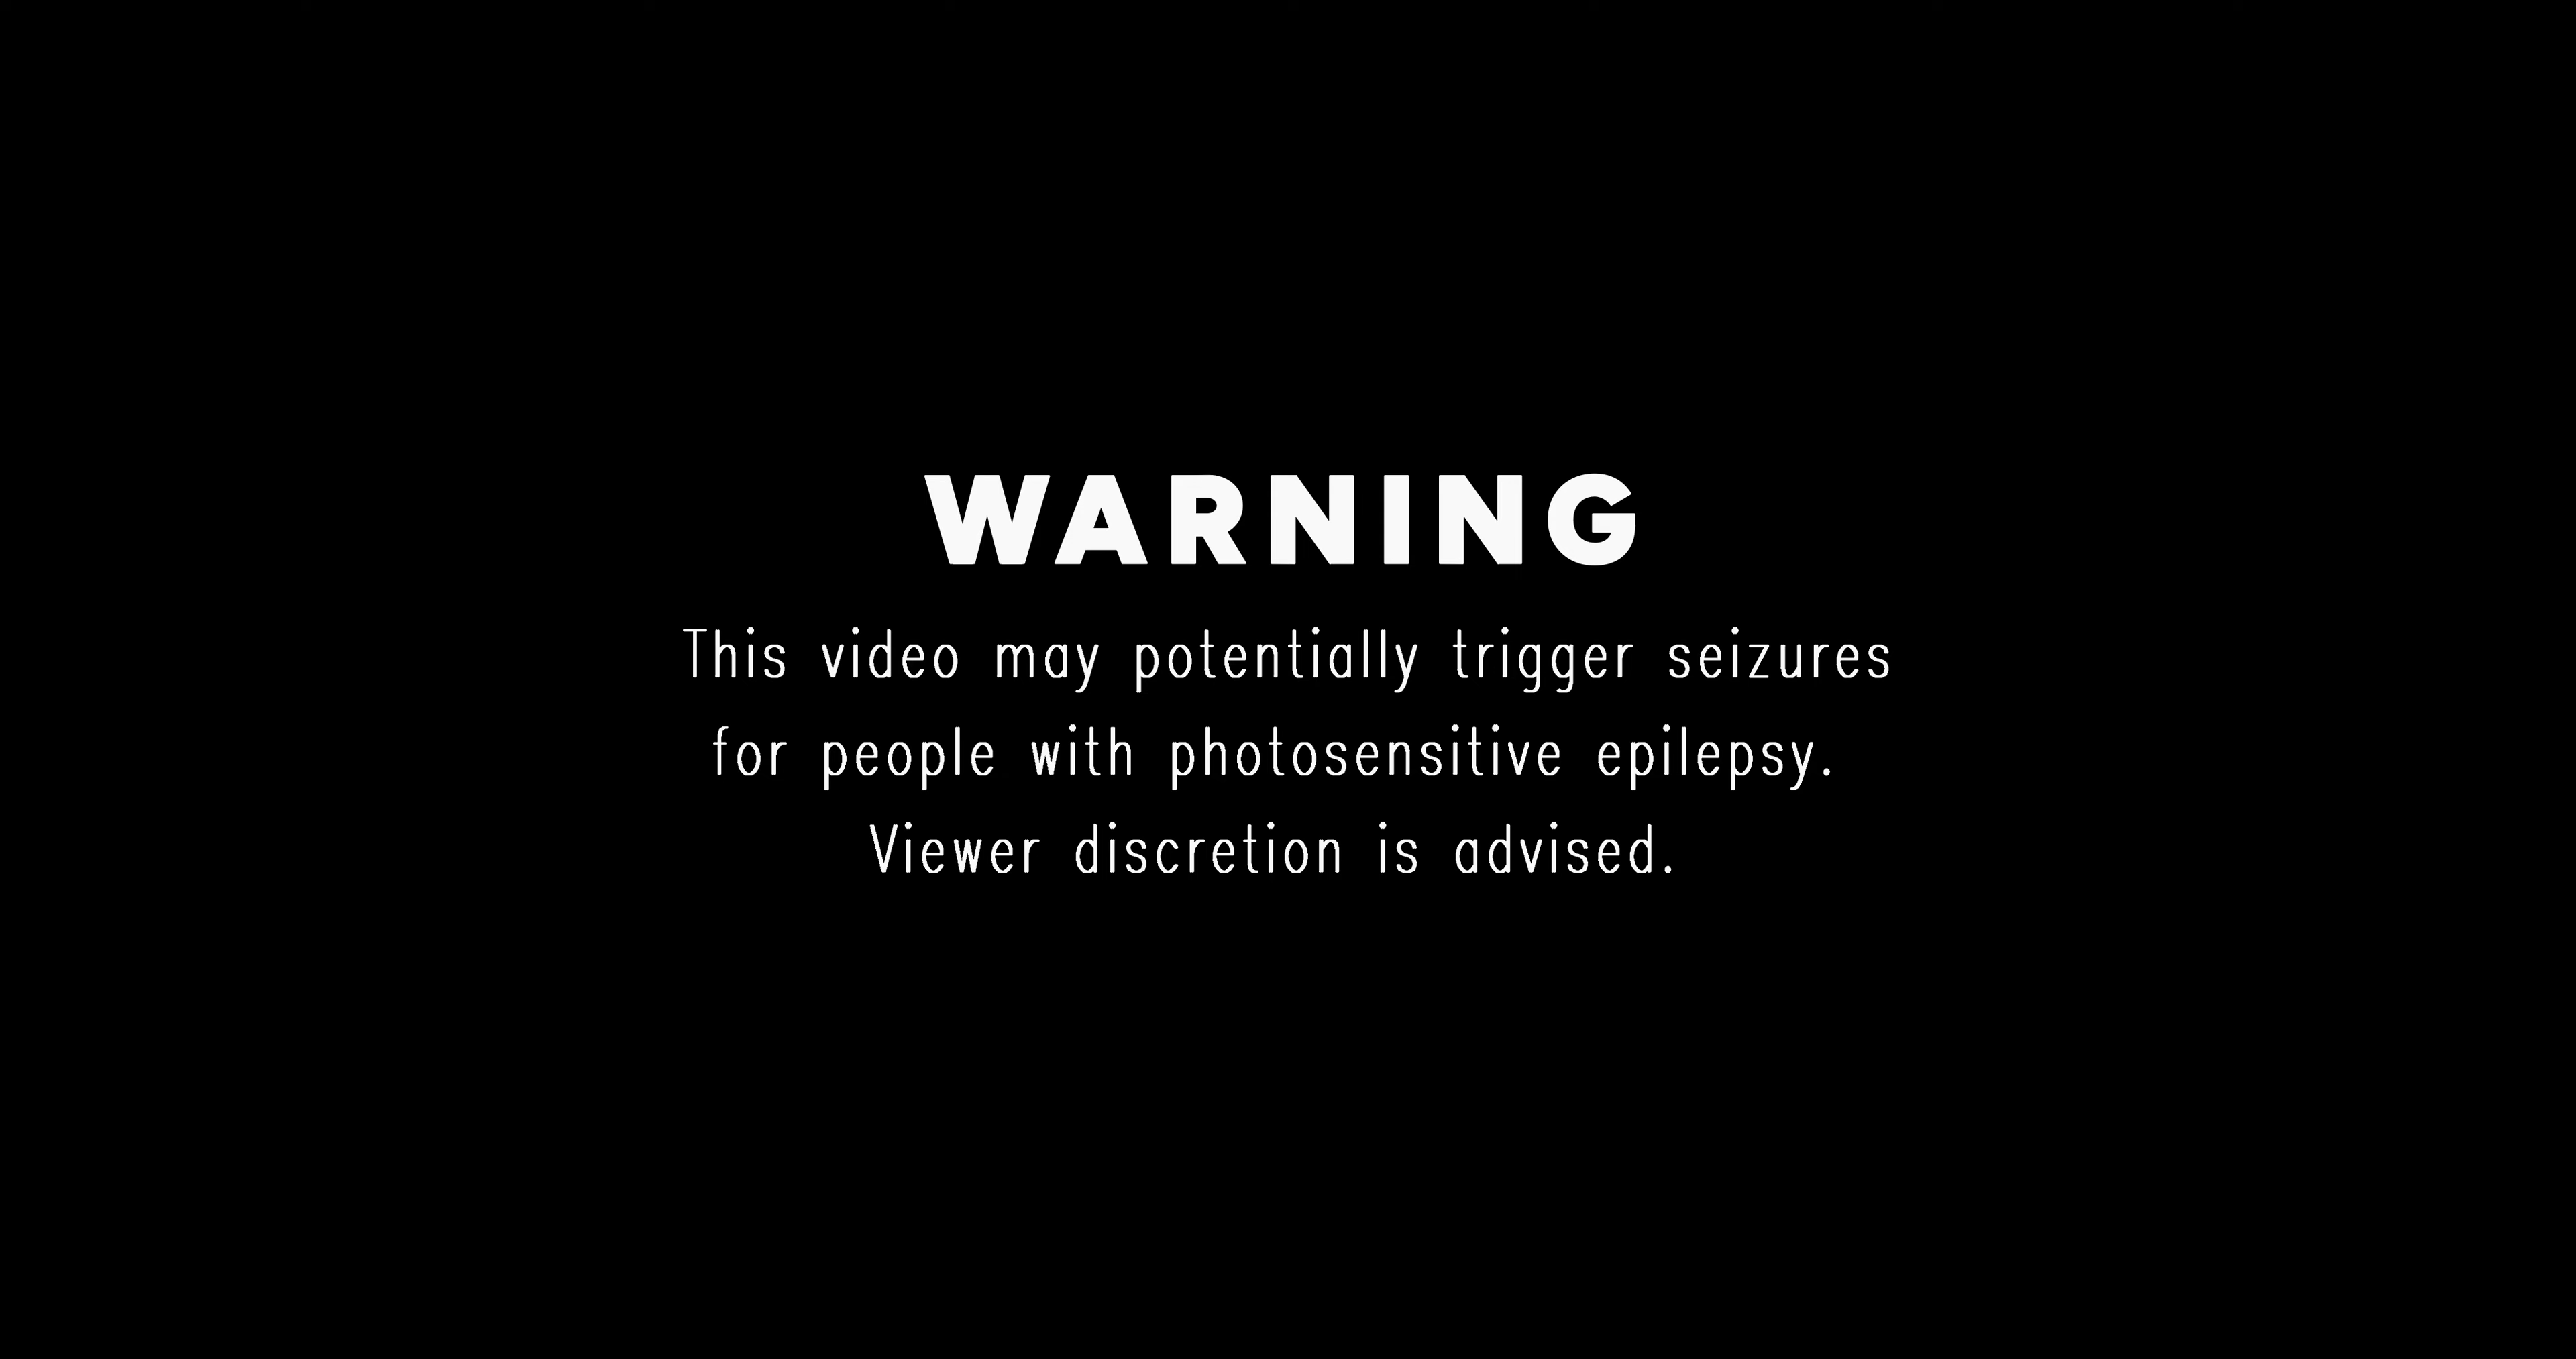 WARNING
This video may potentially trigger seizures
for people with photosensitive epilepsy.
Viewer discretion is advised.